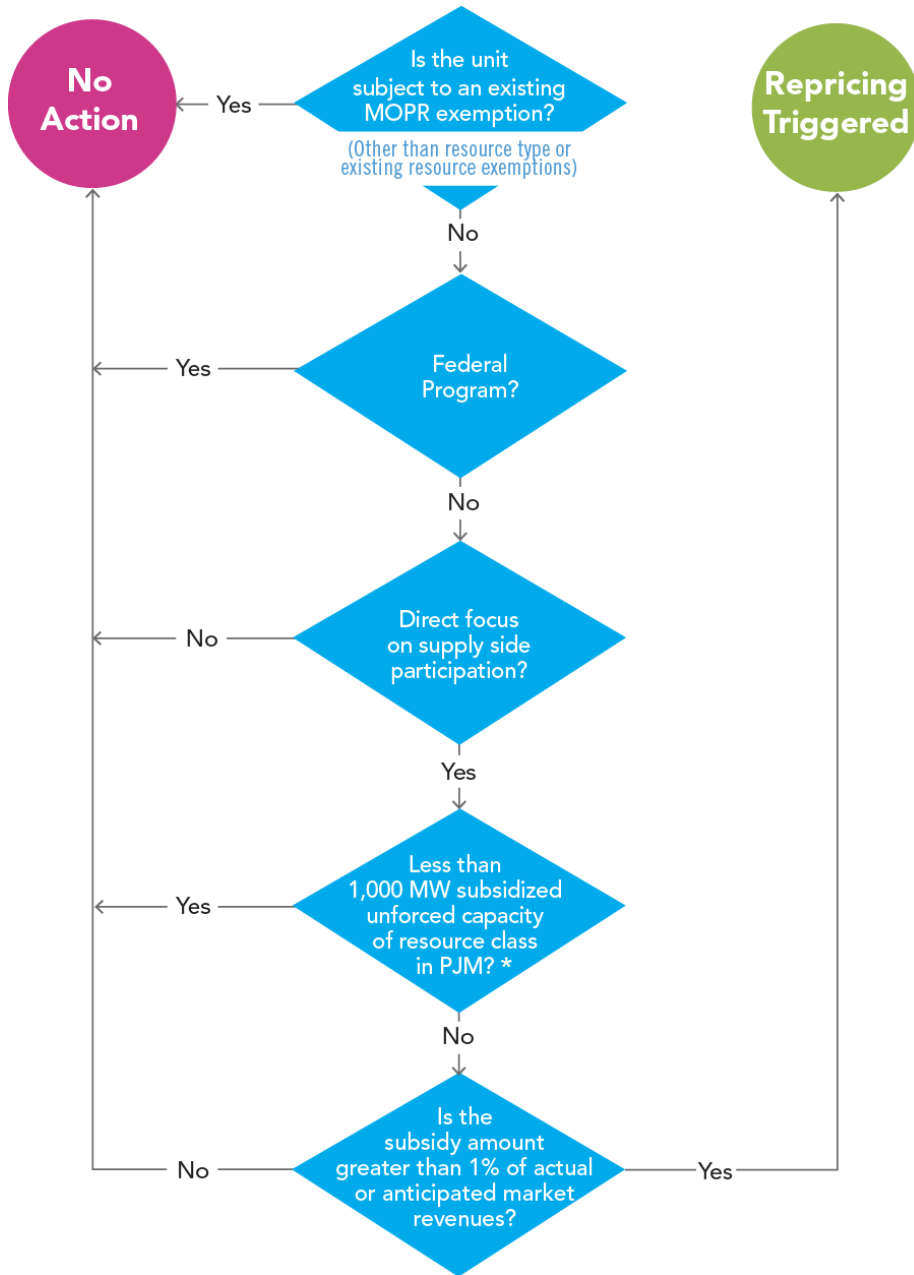 No
Action
Yes
Is the unit
subject to an existing
MOPR exemption?
(Other than resource type or
existing resource exemptions)
Repricing
Triggered
No
Yes
Federal
Program?
No
No
Direct focus
on supply side
participation?
Yes
Yes
Less than
1,000 MW subsidized
unforced capacity
of resource class
in PJM? *
No
No
Is the
subsidy amount
greater than 1% of actual
or anticipated market
revenues?
Yes